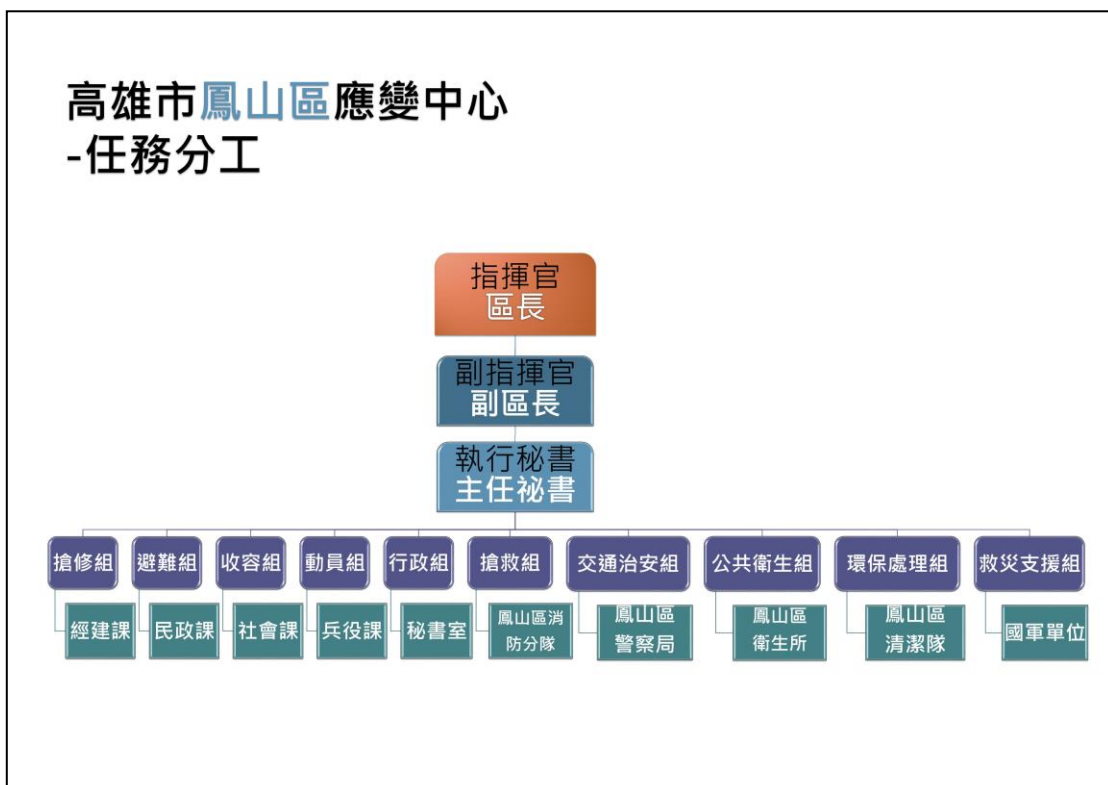 高雄市鳳山區應變中心
-任務分工
指揮官
區長
副指揮官
副區長
執行秘書
主任祕書
搶修組
避難組
收容組
動員組
行政組
搶救組
交通治安組
公共衛生組
環保處理組
救災支援組
經建課
民政課
社會課
兵役課
秘書室
鳳山區消
防分隊
鳳山區
警察局
鳳山區
衛生所
鳳山區
清潔隊
國軍單位